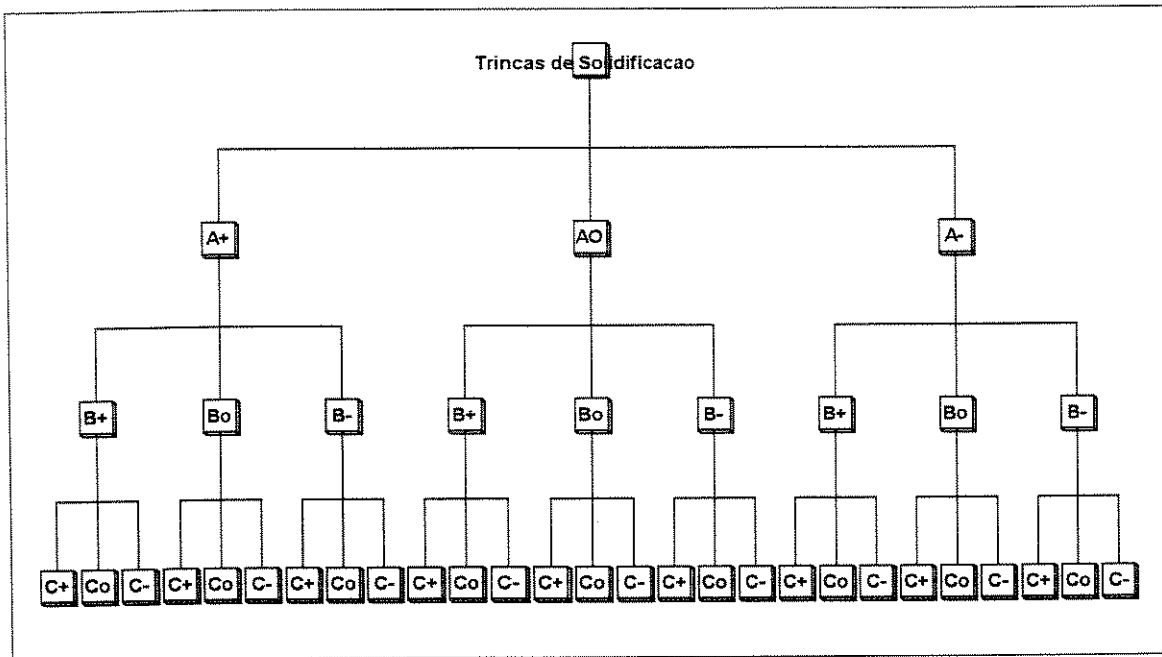 Trincas de Solidificacao
A+ AO A-
B+ Bo B- B+ Bo B- B+ Bo B-
C+ Co C- C+ Co C- C+ Co C- C+ Co C- C+ Co C- C+ Co C- C+ Co C- C+ Co C- C+ Co C-